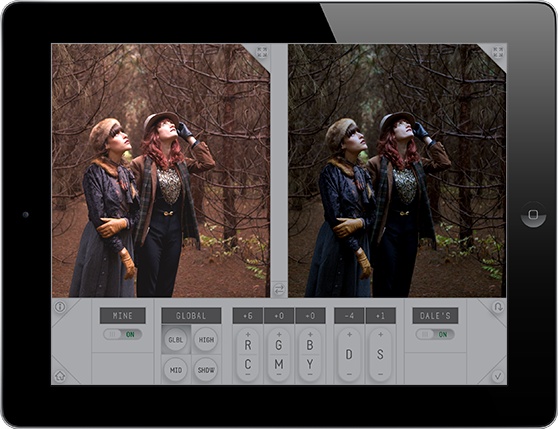 MINE
GLOBAL
+6 +0 -0
-4 +1
DALE'S
ON
GLBL HIGH
MID SHDW
+ + +
R G B
C M Y
- - -
+ +
D S
- -
ON